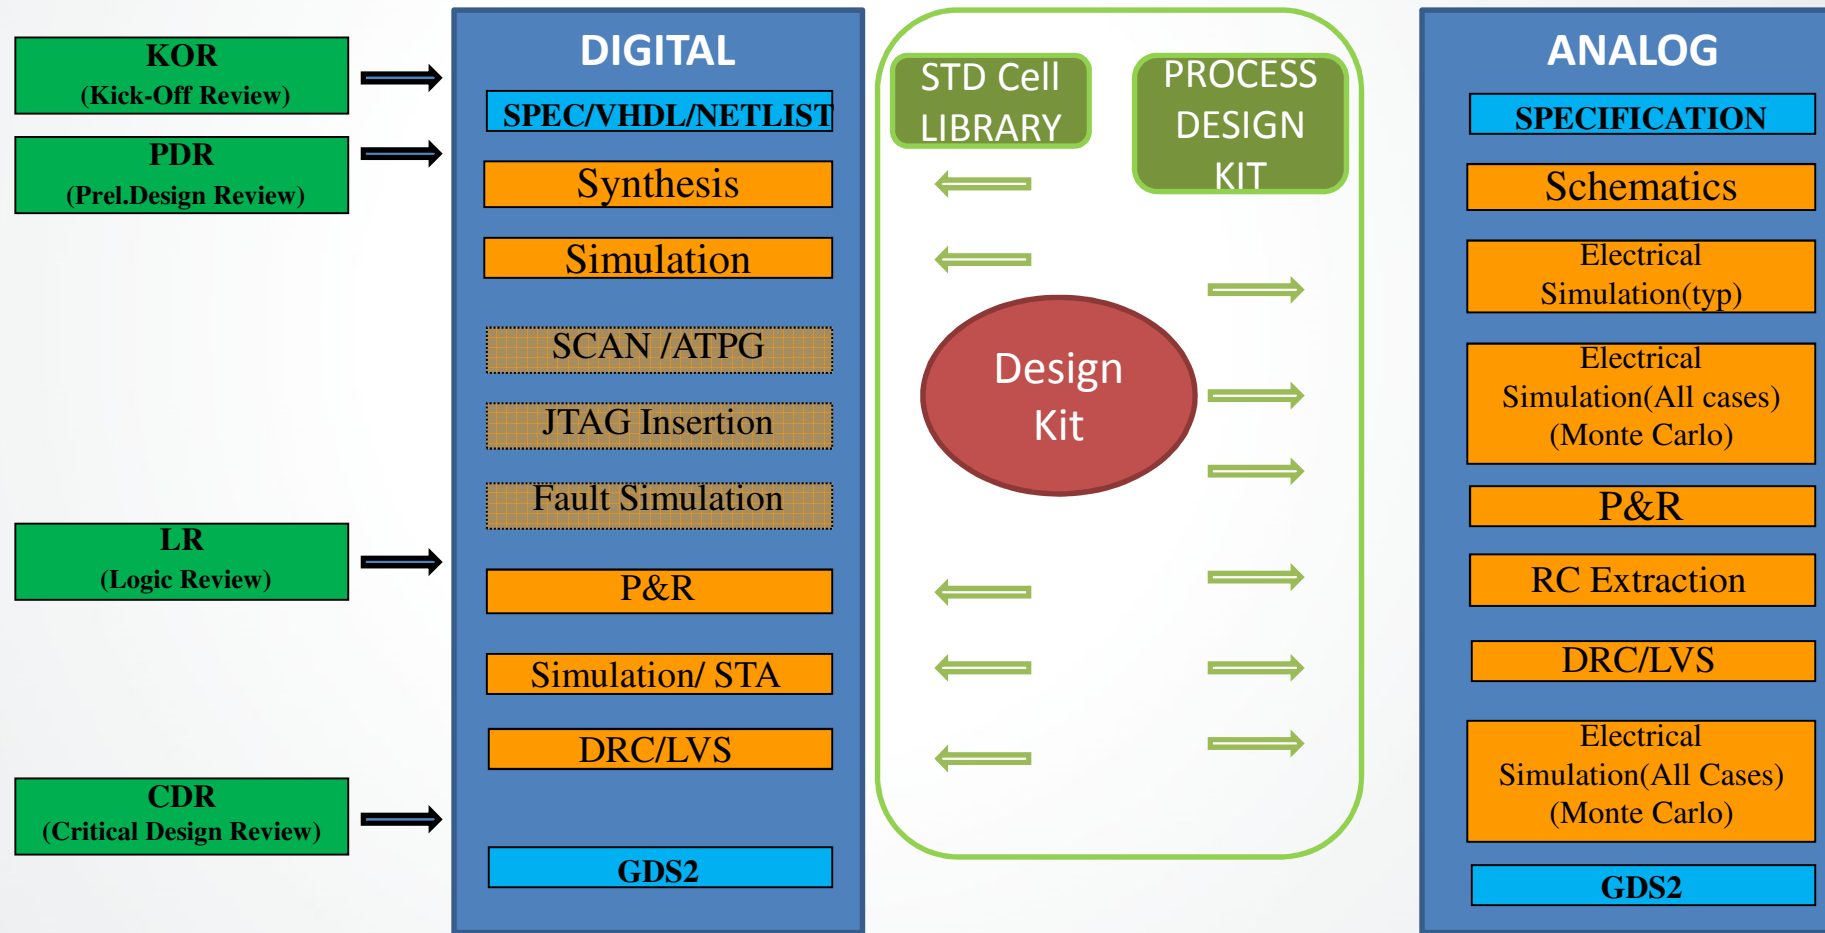 KOR
(Kick-Off Review)
PDR
(Prel.Design Review)
LR
(Logic Review)
CDR
(Critical Design Review)
DIGITAL
SPEC/VHDL/NETLIST
Synthesis
Simulation
SCAN /ATPG
JTAG Insertion
Fault Simulation
P&R
Simulation/ STA
DRC/LVS
GDS2
STD Cell
LIBRARY
PROCESS
DESIGN
KIT
Design
Kit
ANALOG
SPECIFICATION
Schematics
Electrical
Simulation(typ)
Electrical
Simulation(All cases)
(Monte Carlo)
P&R
RC Extraction
DRC/LVS
Electrical
Simulation(All Cases)
(Monte Carlo)
GDS2